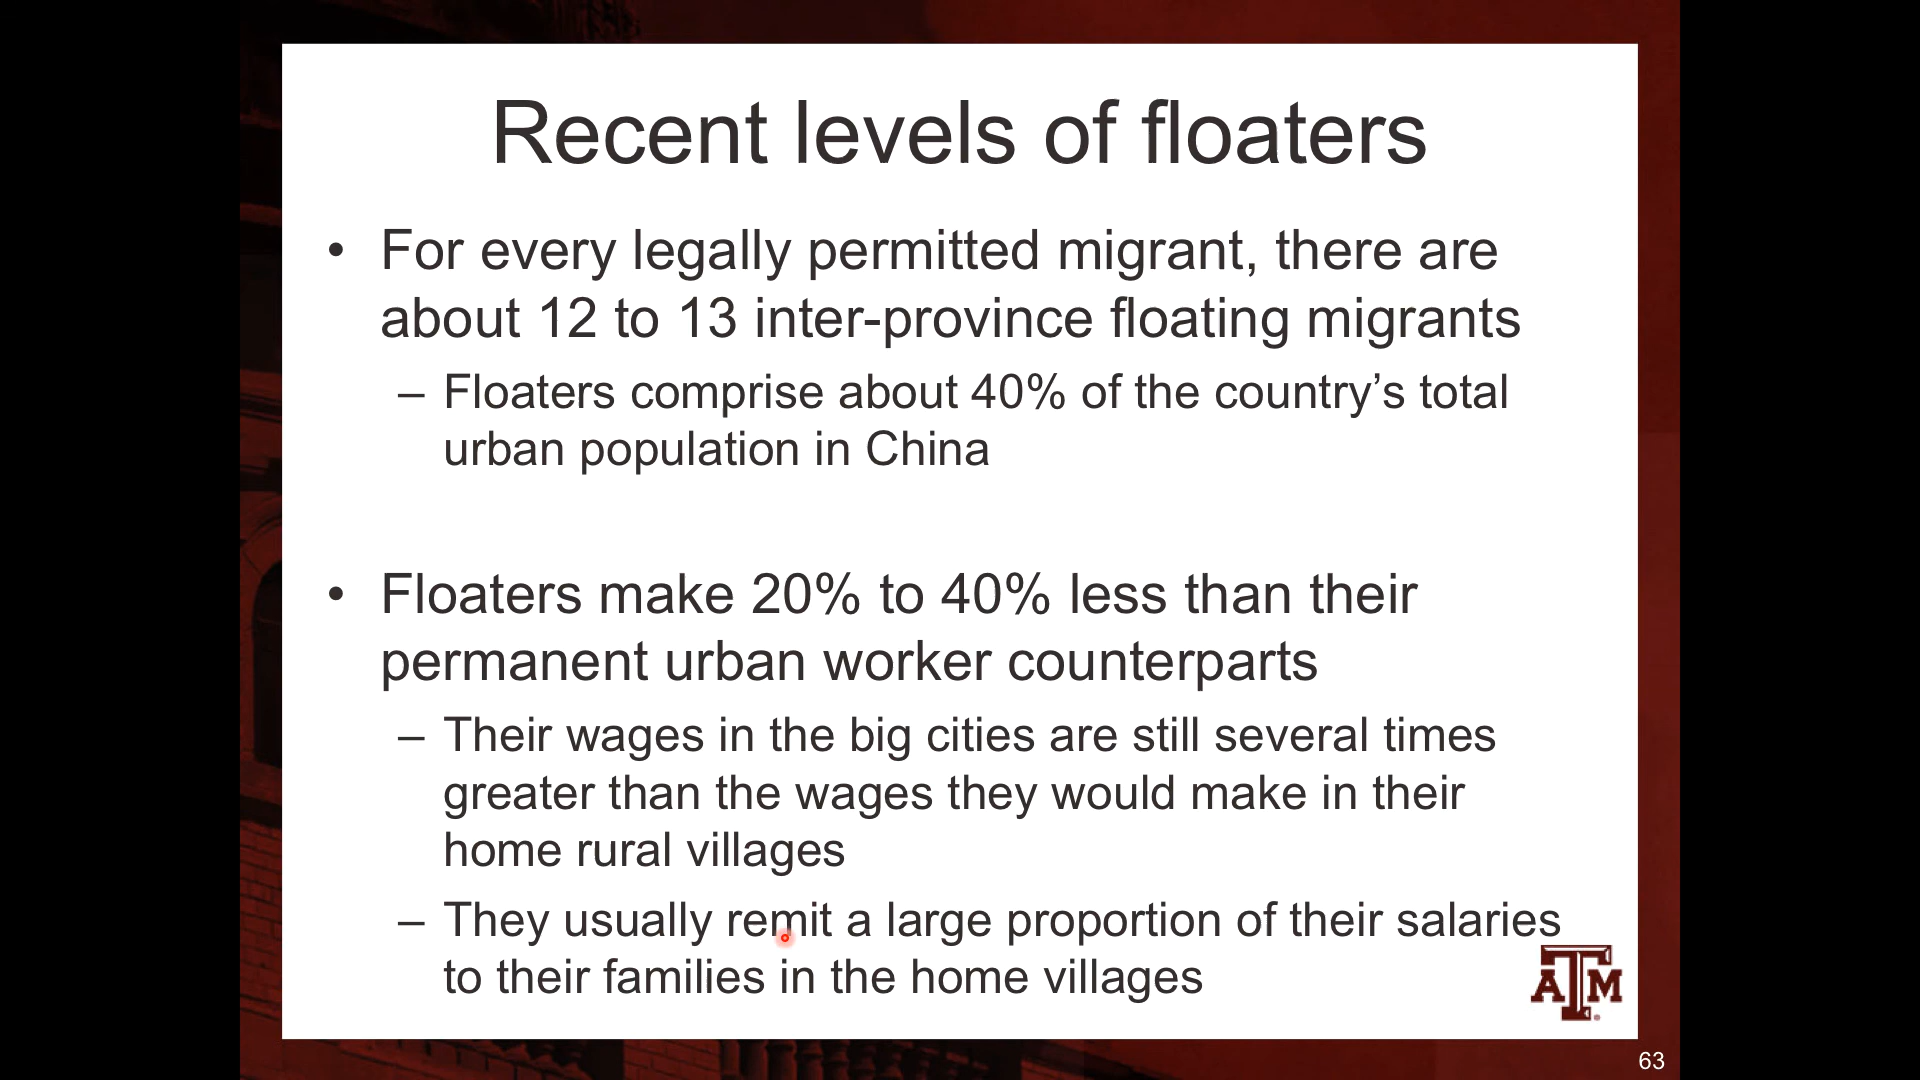 Recent levels of floaters
• For every legally permitted migrant, there are
about 12 to 13 inter-province floating migrants
– Floaters comprise about 40% of the country’s total
urban population in China
• Floaters make 20% to 40% less than their
permanent urban worker counterparts
– Their wages in the big cities are still several times
greater than the wages they would make in their
home rural villages
– They usually remit a large proportion of their salaries
to their families in the home villages
ATM®
63